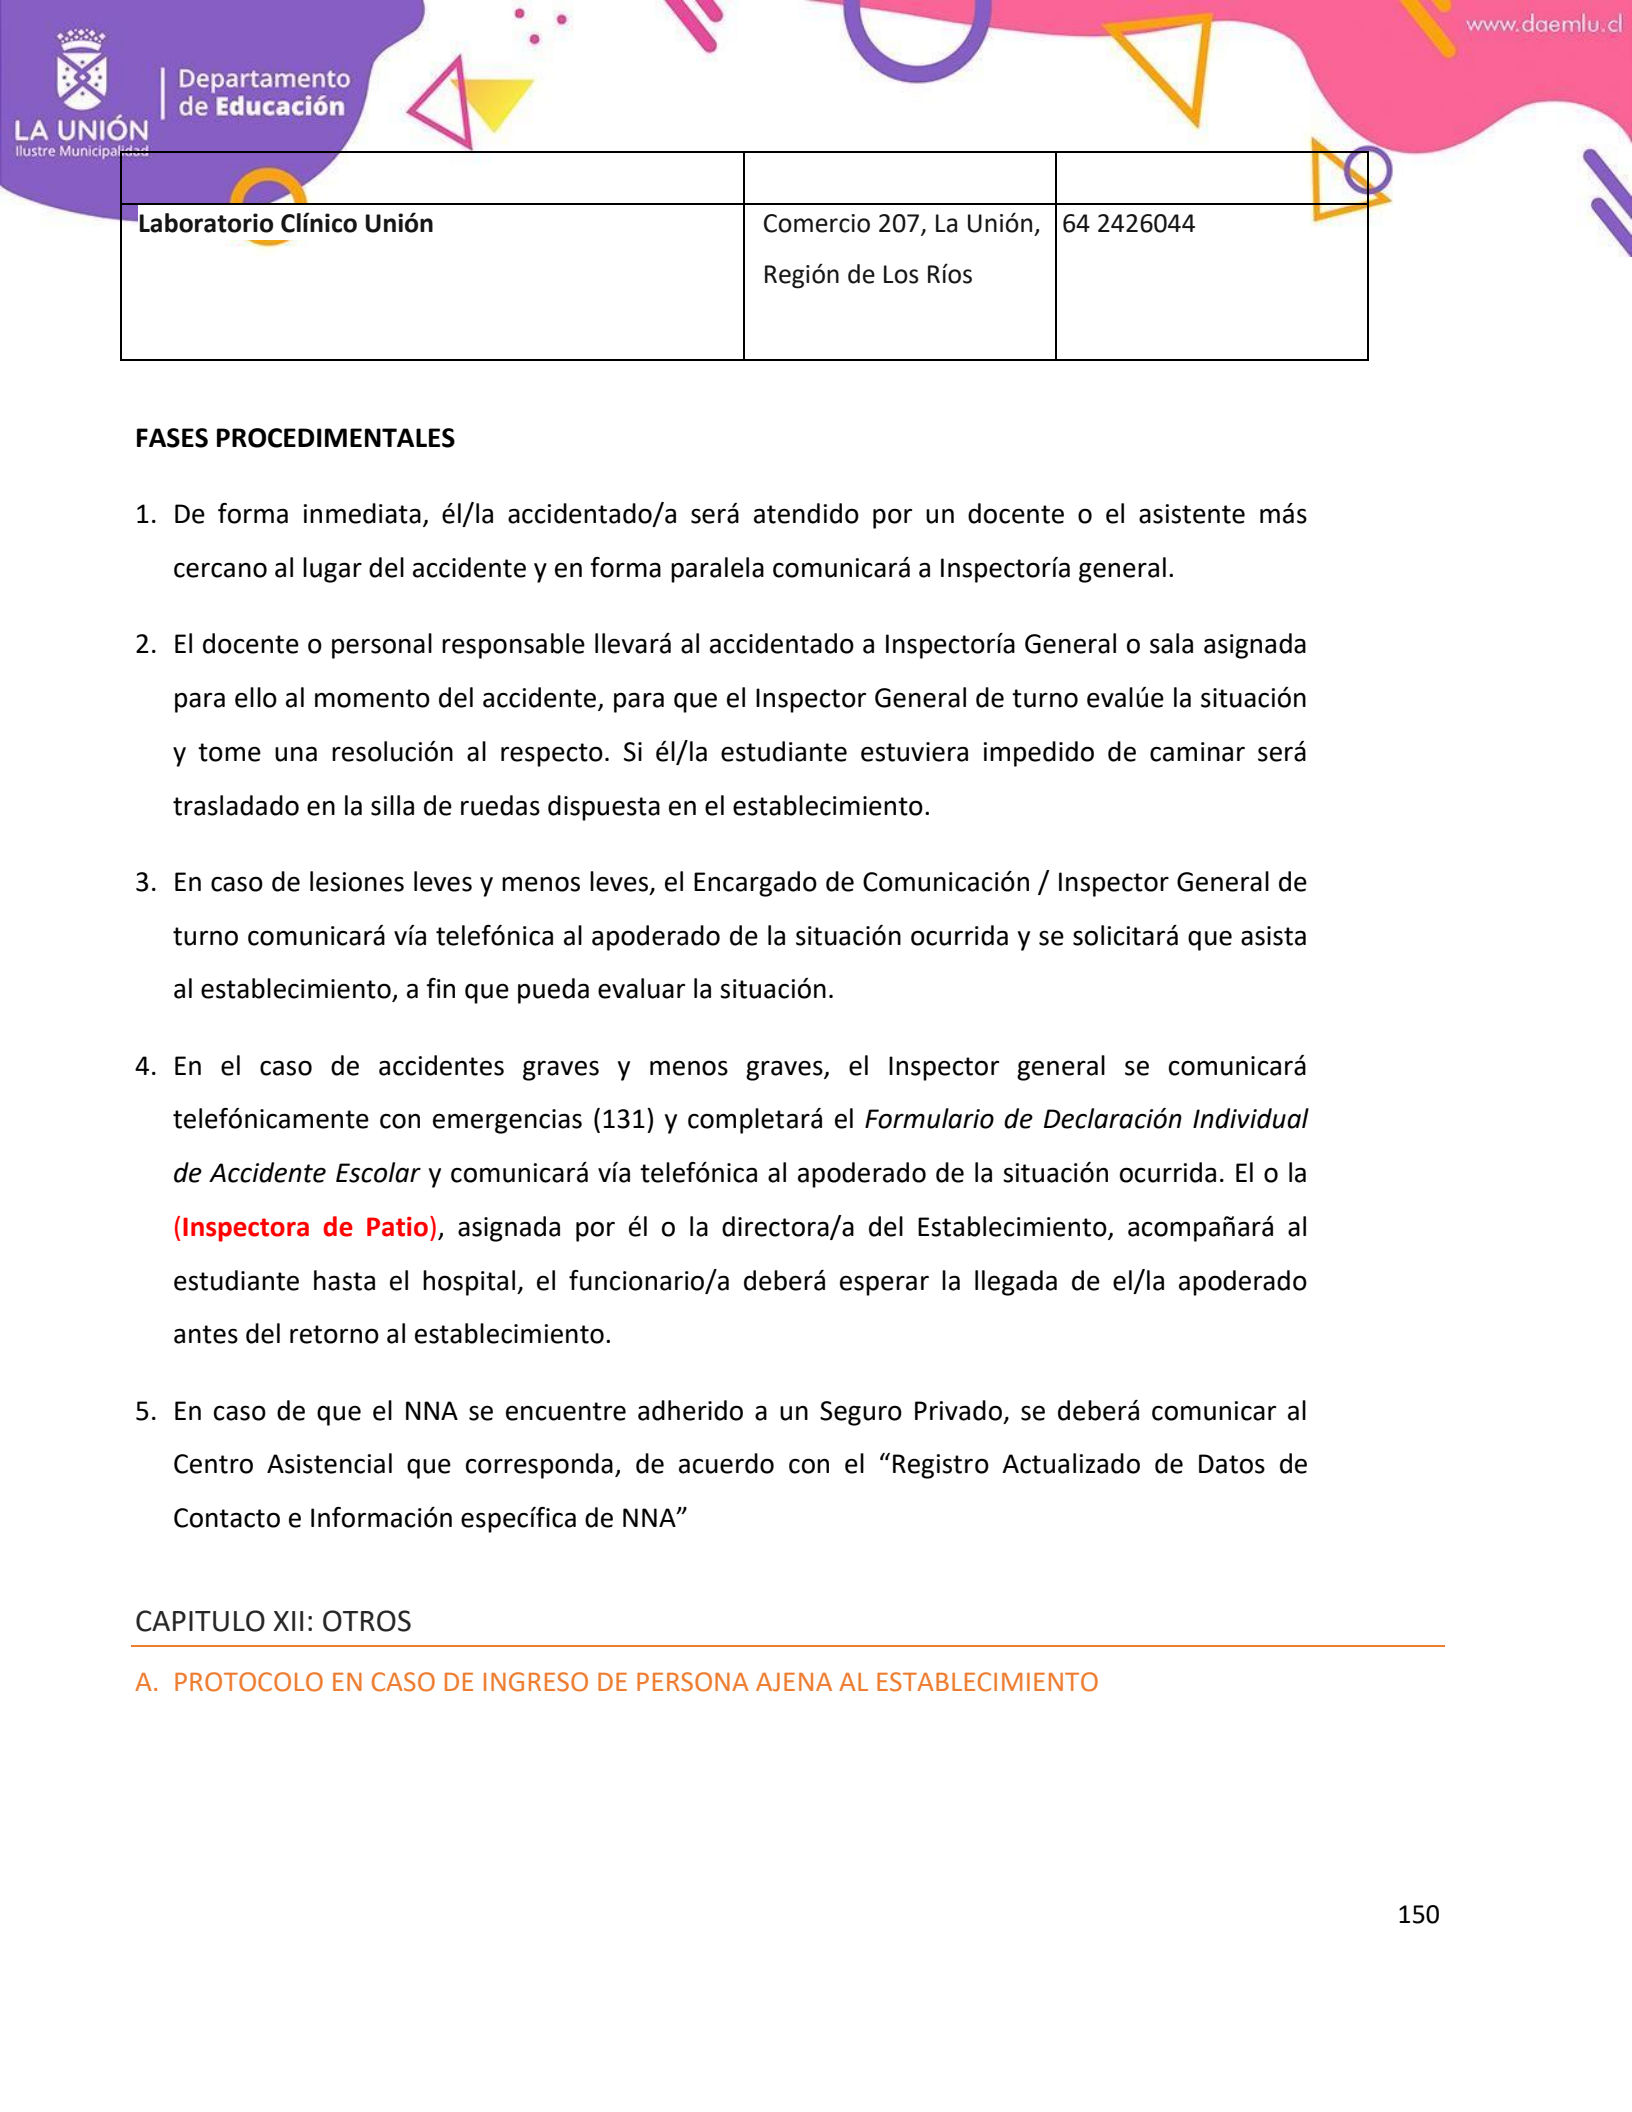 www.daemlu.cl
Departamento
de Educación
LA UNIÓN
Ilustre Municipalidad
Laboratorio Clínico Unión
Comercio 207, La Unión,
Región de Los Ríos
64 2426044
FASES PROCEDIMENTALES
1. De forma inmediata, él/la accidentado/a será atendido por un docente o el asistente más
cercano al lugar del accidente y en forma paralela comunicará a Inspectoría general.
2. El docente o personal responsable llevará al accidentado a Inspectoría General o sala asignada
para ello al momento del accidente, para que el Inspector General de turno evalúe la situación
y tome una resolución al respecto. Si él/la estudiante estuviera impedido de caminar será
trasladado en la silla de ruedas dispuesta en el establecimiento.
3. En caso de lesiones leves y menos leves, el Encargado de Comunicación / Inspector General de
turno comunicará vía telefónica al apoderado de la situación ocurrida y se solicitará que asista
al establecimiento, a fin que pueda evaluar la situación.
4. En el caso de accidentes graves y menos graves, el Inspector general se comunicará
telefónicamente con emergencias (131) y completará el Formulario de Declaración Individual
de Accidente Escolar y comunicará vía telefónica al apoderado de la situación ocurrida. El o la
(Inspectora de Patio), asignada por él o la directora/a del Establecimiento, acompañará al
estudiante hasta el hospital, el funcionario/a deberá esperar la llegada de el/la apoderado
antes del retorno al establecimiento.
5. En caso de que el NNA se encuentre adherido a un Seguro Privado, se deberá comunicar al
Centro Asistencial que corresponda, de acuerdo con el “Registro Actualizado de Datos de
Contacto e Información específica de NNA”
CAPITULO XII: OTROS
A. PROTOCOLO EN CASO DE INGRESO DE PERSONA AJENA AL ESTABLECIMIENTO
150